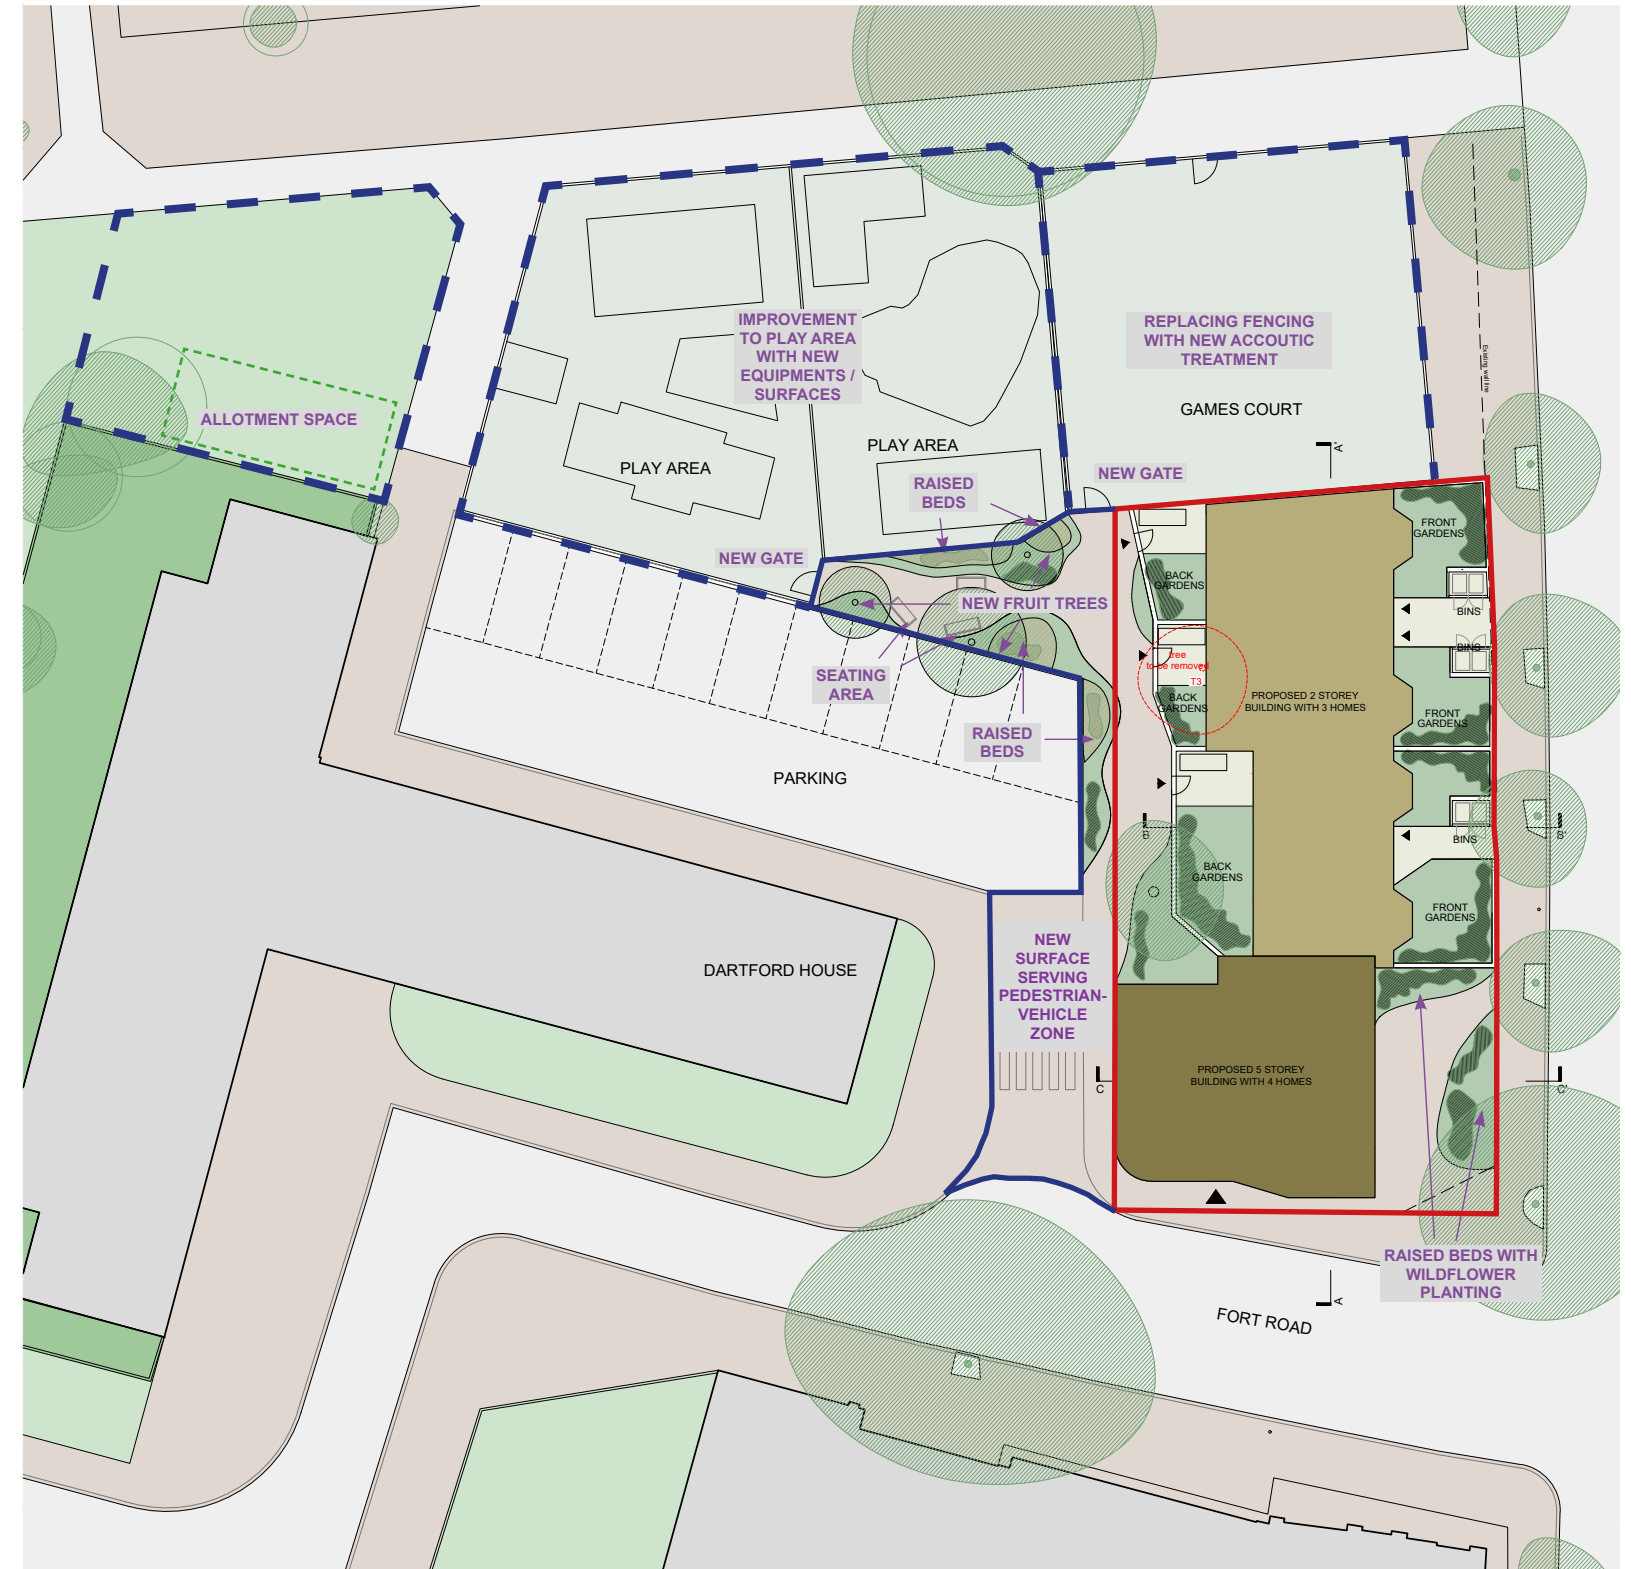 IMPROVEMENT
TO PLAY AREA
WITH NEW
EQUIPMENTS /
SURFACES
REPLACING FENCING
WITH NEW ACCOUTIC
TREATMENT
Existing wall line
ALLOTMENT SPACE
GAMES COURT
A'
PLAY AREA
PLAY AREA
RAISED
BEDS
NEW GATE
NEW GATE
FRONT
GARDENS
BACK
GARDENS
NEW FRUIT TREES
BINS
BINS
SEATING
AREA
tree
to be removed
T3
BACK
GARDENS
PROPOSED 2 STOREY
BUILDING WITH 3 HOMES
FRONT
GARDENS
RAISED
BEDS
PARKING
B
B'
BINS
BACK
GARDENS
FRONT
GARDENS
DARTFORD HOUSE
NEW
SURFACE
SERVING
PEDESTRIAN-
VEHICLE
ZONE
PROPOSED 5 STOREY
BUILDING WITH 4 HOMES
C
C'
RAISED BEDS WITH
WILDFLOWER
PLANTING
A
FORT ROAD